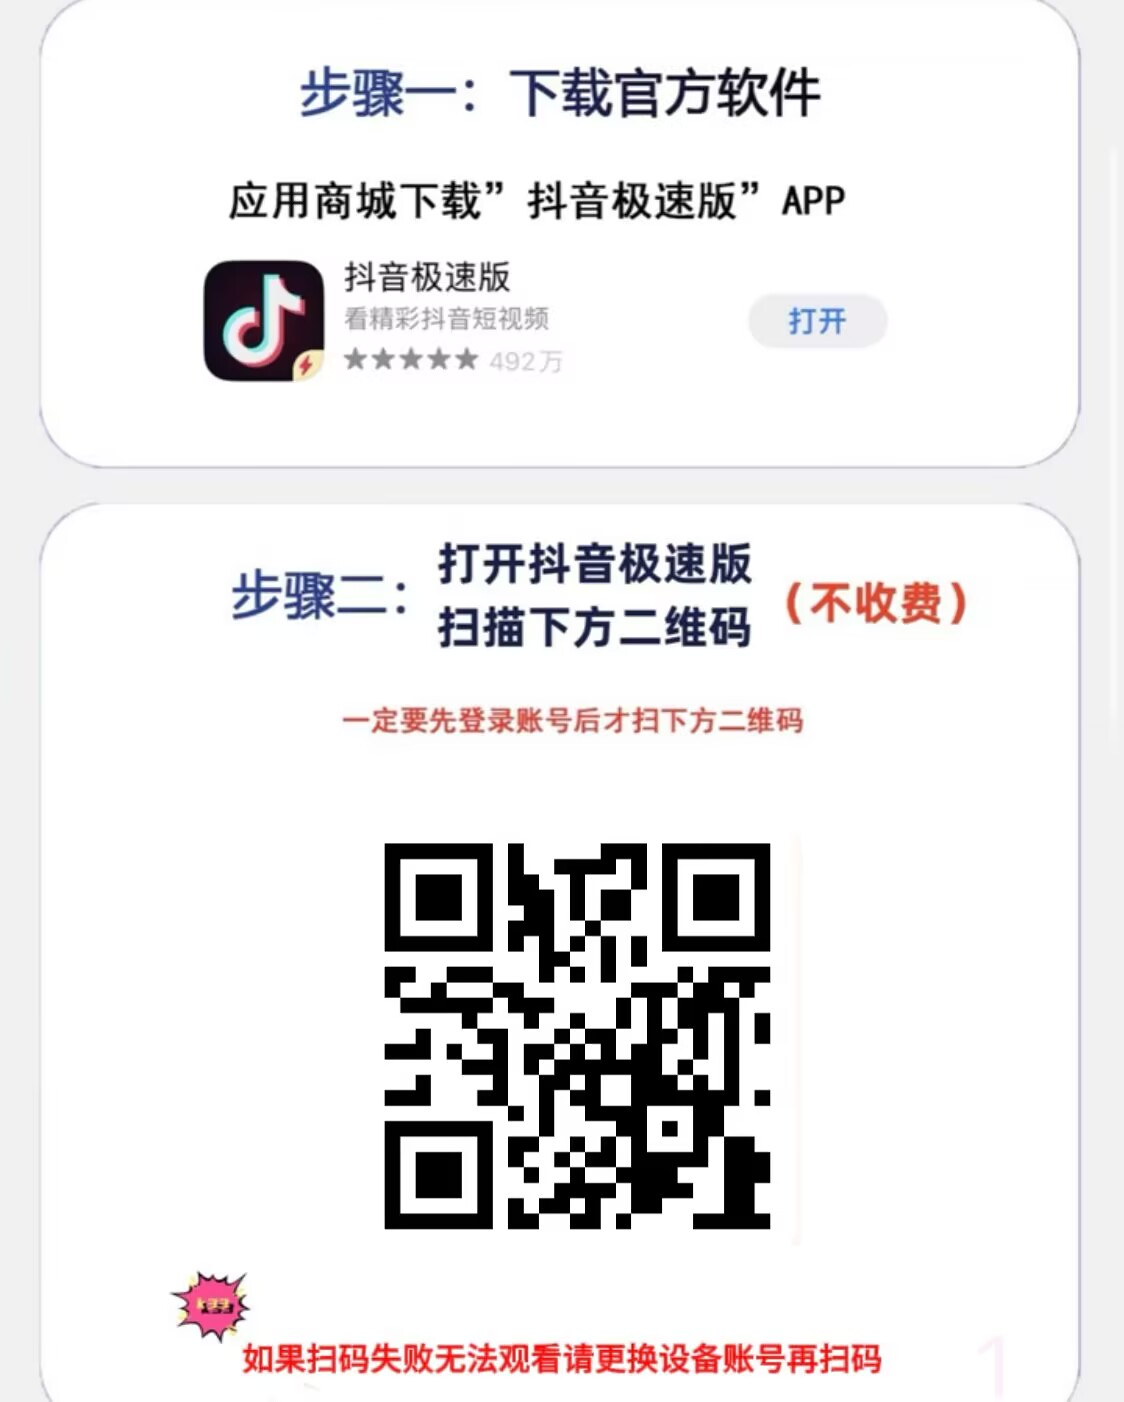 步骤一：下载官方软件
应用商城下载”抖音极速版”APP
抖音极速版
看精彩抖音短视频
★★★★★ 492万
打开
步骤二：
打开抖音极速版
扫描下方二维码
（不收费）
一定要先登录账号后才扫下方二维码
如果扫码失败无法观看请更换设备账号再扫码
1